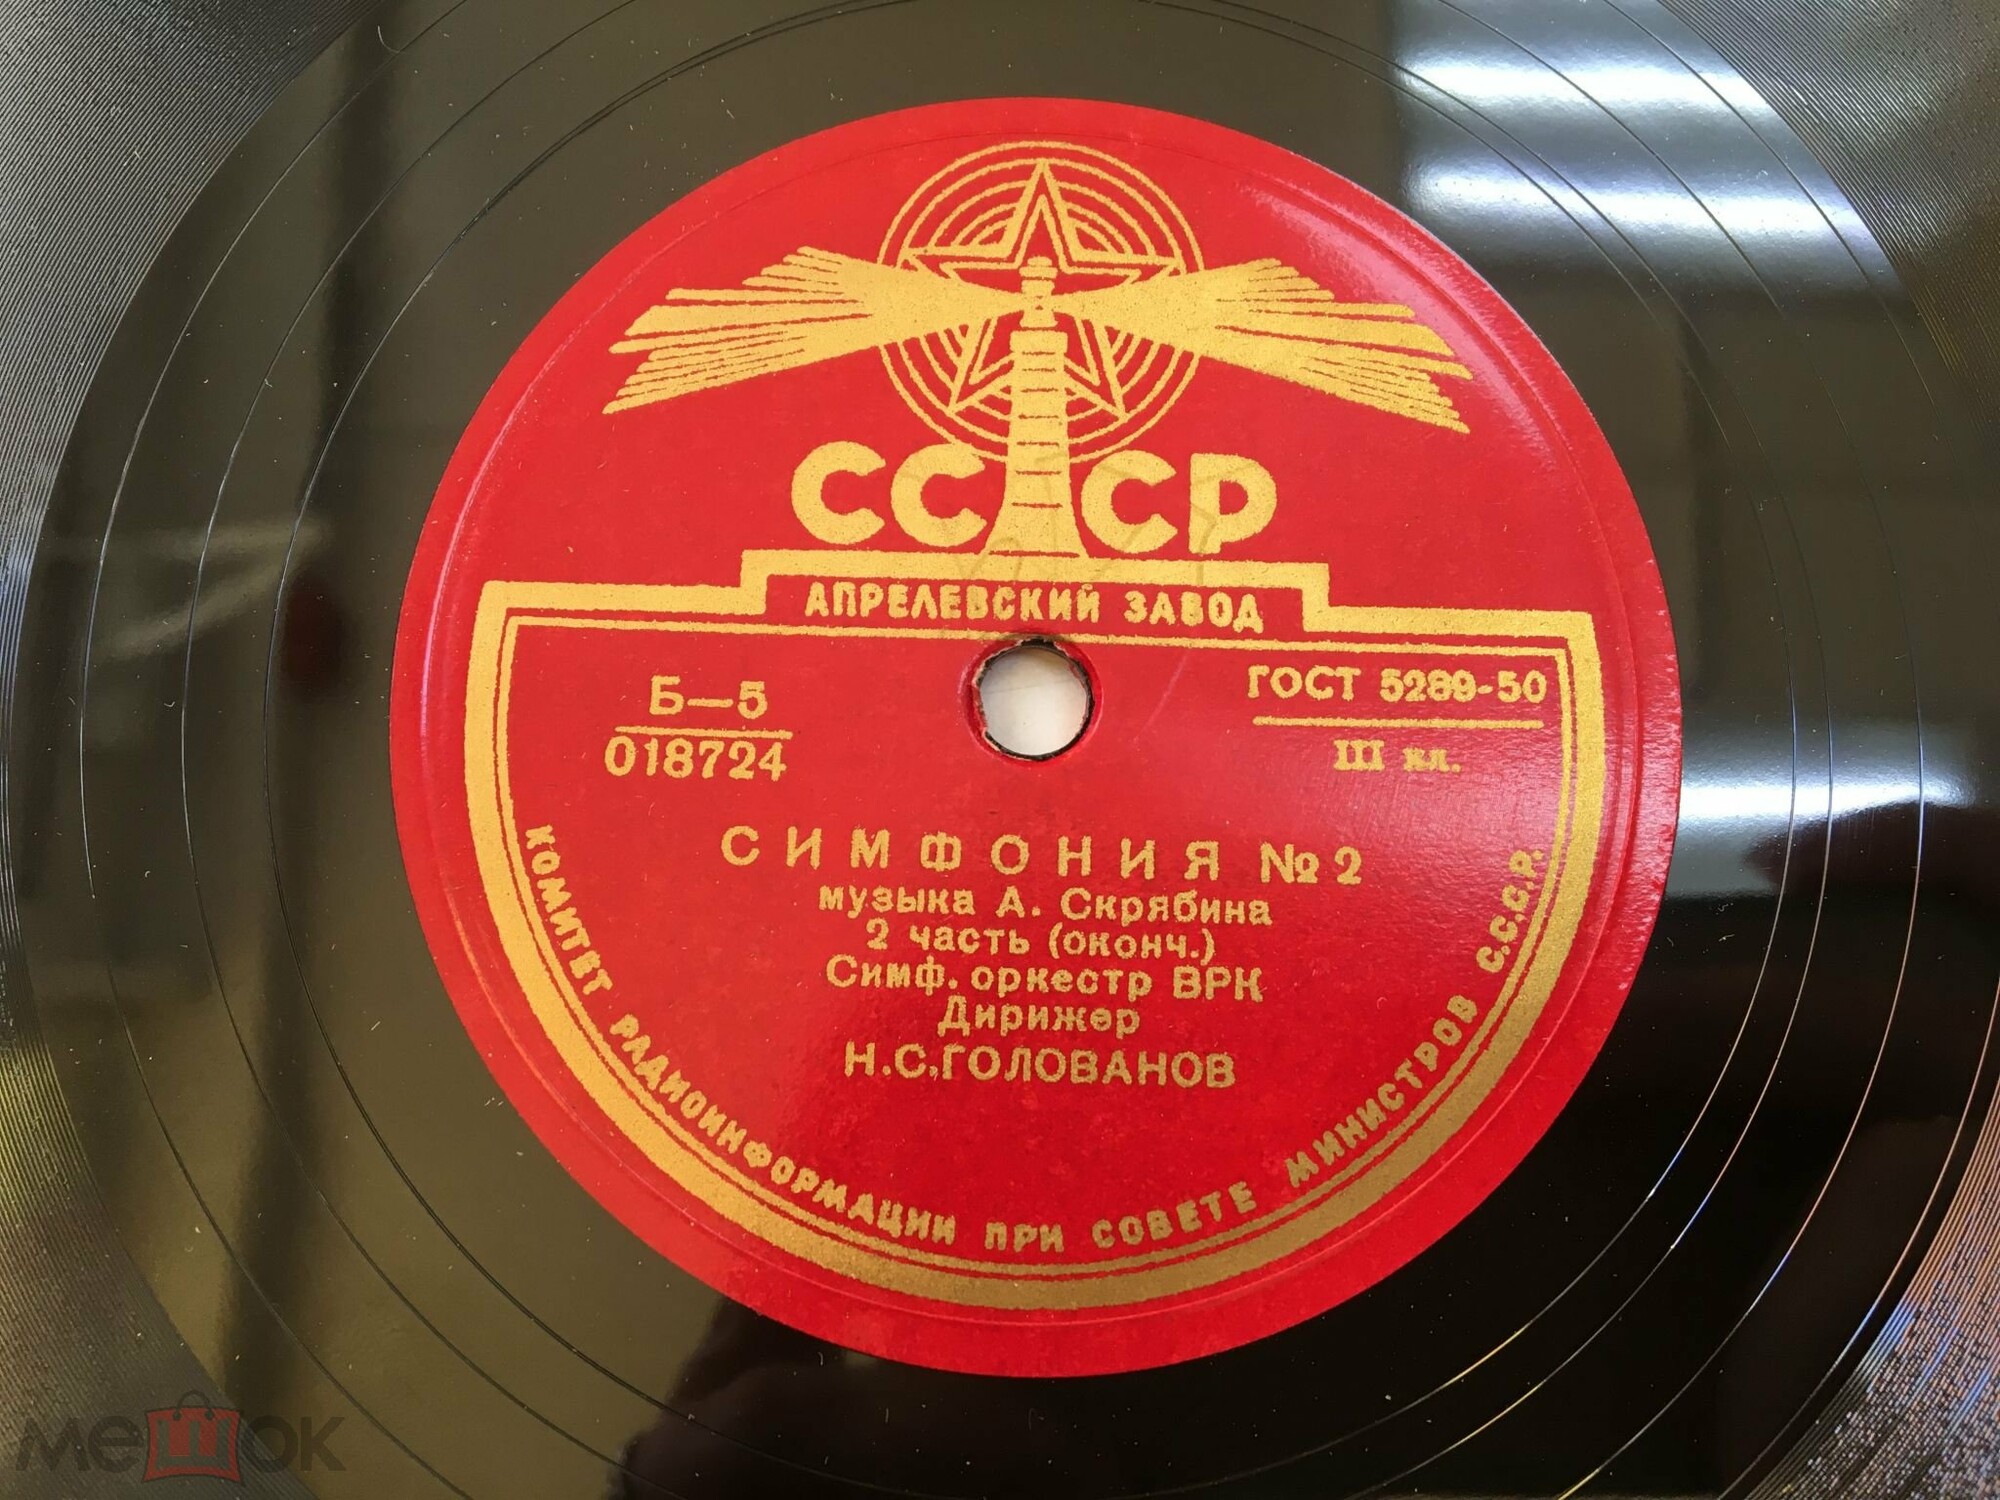 СССР
АПРЕЛЕВСКИЙ ЗАВОД
Б—5
018724
ГОСТ 5289-50
III кл.
СИМФОНИЯ №2
музыка А. Скрябина
2 часть (оконч.)
Симф. оркестр ВРК
Дирижер
Н.С.ГОЛОВАНОВ
КОМИТЕТ РАДИОИНФОРМАЦИИ ПРИ СОВЕТЕ МИНИСТРОВ С.С.С.Р.
мешок